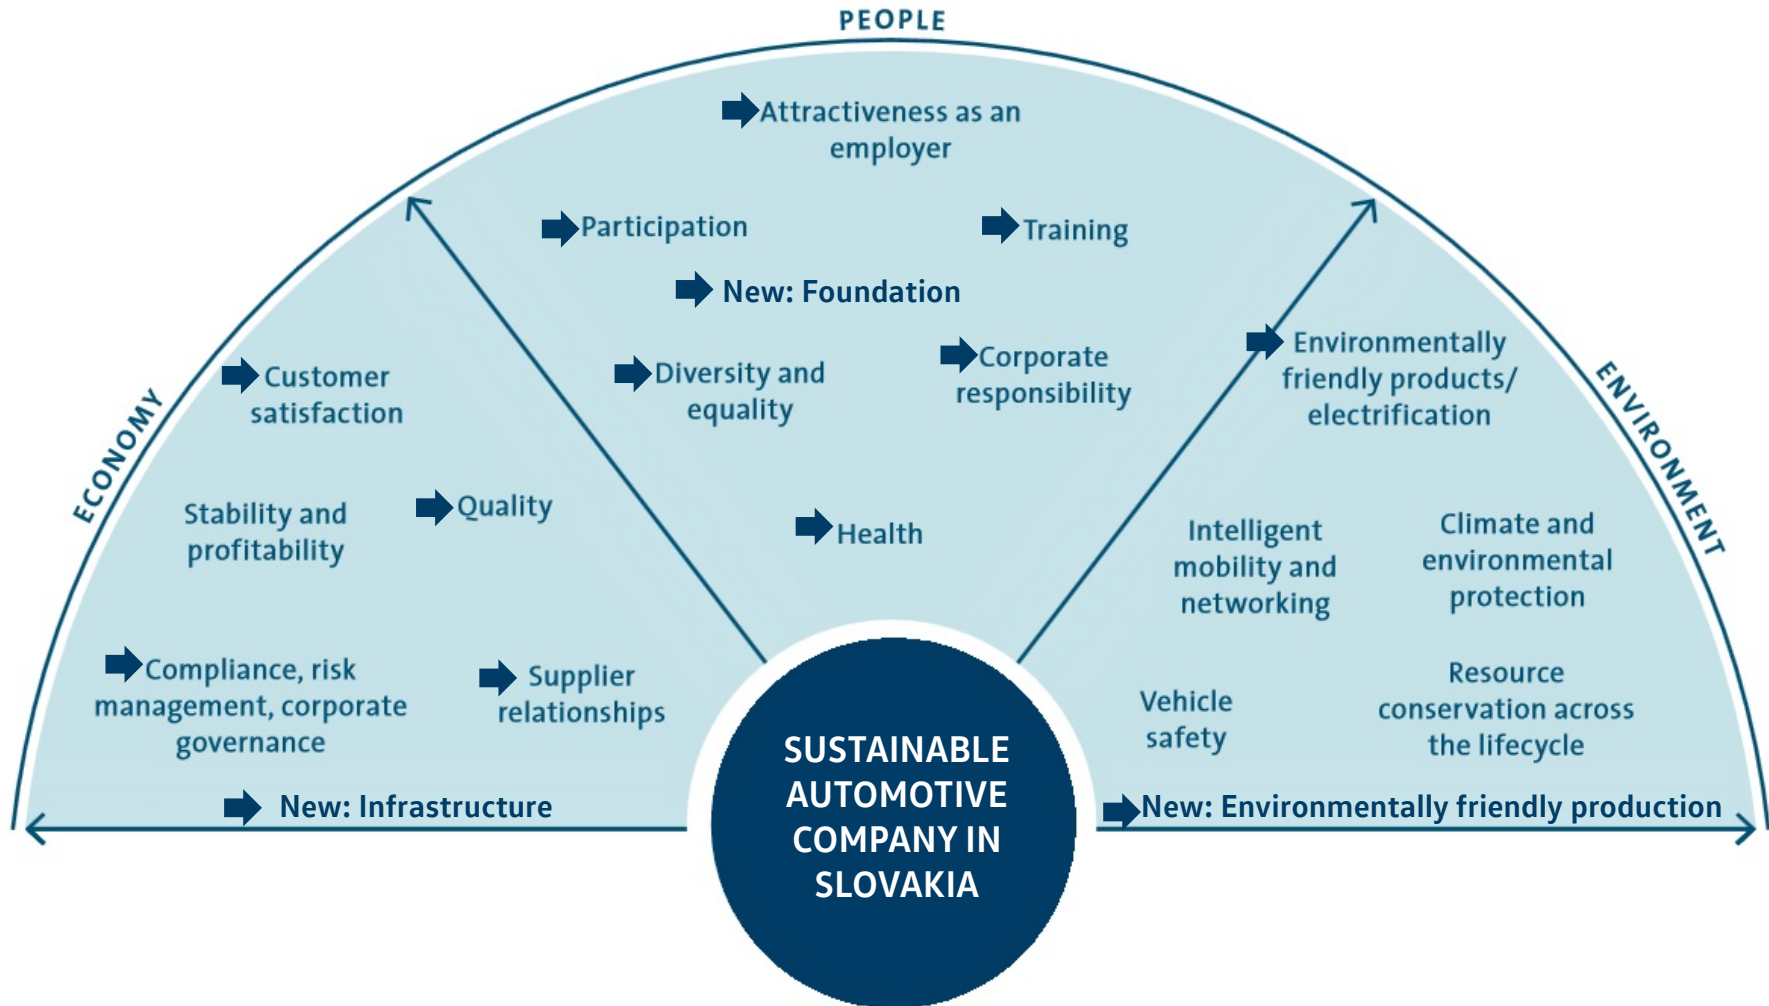 PEOPLE
Attractiveness as an
employer
Participation
Training
New: Foundation
Diversity and
equality
Corporate
responsibility
Health
ECONOMY
Customer
satisfaction
Stability and
profitability
Quality
Compliance, risk
management, corporate
governance
Supplier
relationships
New: Infrastructure
ENVIRONMENT
Environmentally
friendly products/
electrification
Intelligent
mobility and
networking
Climate and
environmental
protection
Vehicle
safety
Resource
conservation across
the lifecycle
New: Environmentally friendly production
SUSTAINABLE
AUTOMOTIVE
COMPANY IN
SLOVAKIA